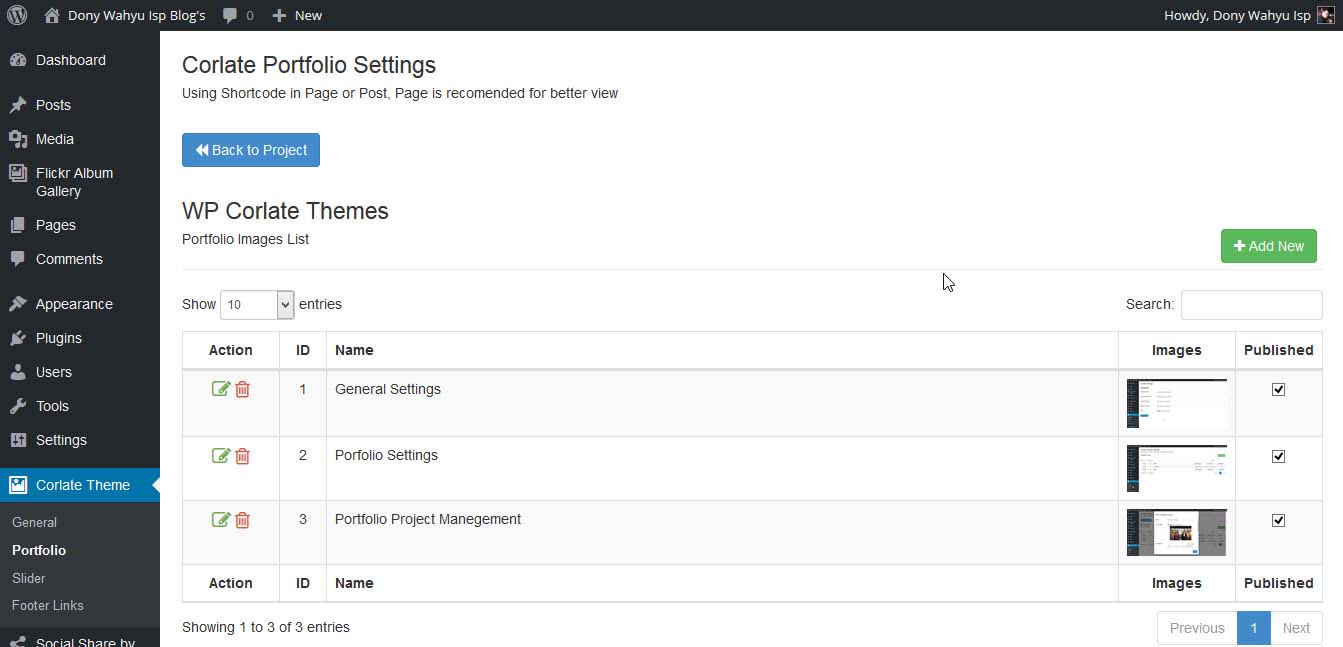 Dony Wahyu Isp Blog's 0 New Howdy, Dony Wahyu Isp
Dashboard
Posts
Media
Flickr Album
Gallery
Pages
Comments
Appearance
Plugins
Users
Tools
Settings
Corlate Theme
General
Portfolio
Slider
Footer Links
Social Share by
Corlate Portfolio Settings
Using Shortcode in Page or Post, Page is recomended for better view
Back to Project
WP Corlate Themes
Portfolio Images List
Add New
Show 10 entries Search:
Action ID Name Images Published
1 General Settings
2 Porfolio Settings
3 Portfolio Project Manegement
Action ID Name Images Published
Showing 1 to 3 of 3 entries Previous 1 Next